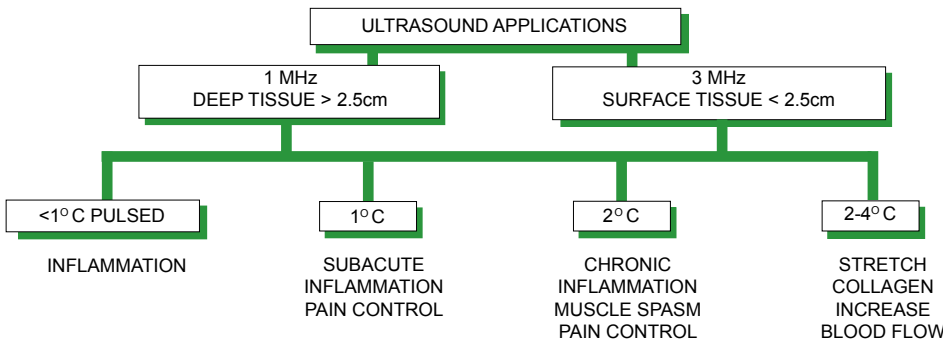 ULTRASOUND APPLICATIONS
1 MHz
DEEP TISSUE > 2.5cm
3 MHz
SURFACE TISSUE < 2.5cm
<1° C PULSED
1° C
2° C
2-4° C
INFLAMMATION
SUBACUTE
INFLAMMATION
PAIN CONTROL
CHRONIC
INFLAMMATION
MUSCLE SPASM
PAIN CONTROL
STRETCH
COLLAGEN
INCREASE
BLOOD FLOW